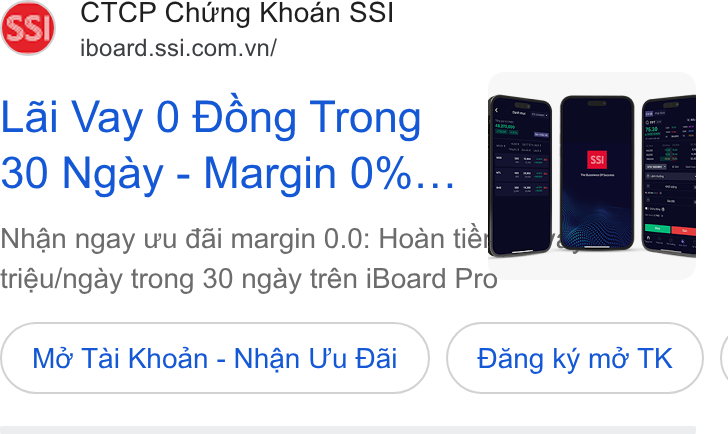 SSI
CTCP Chứng Khoán SSI
iboard.ssi.com.vn/
Lãi Vay 0 Đồng Trong
30 Ngày - Margin 0%...
Nhận ngay ưu đãi margin 0.0: Hoàn tiền
triệu/ngày trong 30 ngày trên iBoard Pro
SSI
Mở Tài Khoản - Nhận Ưu Đãi
Đăng ký mở TK